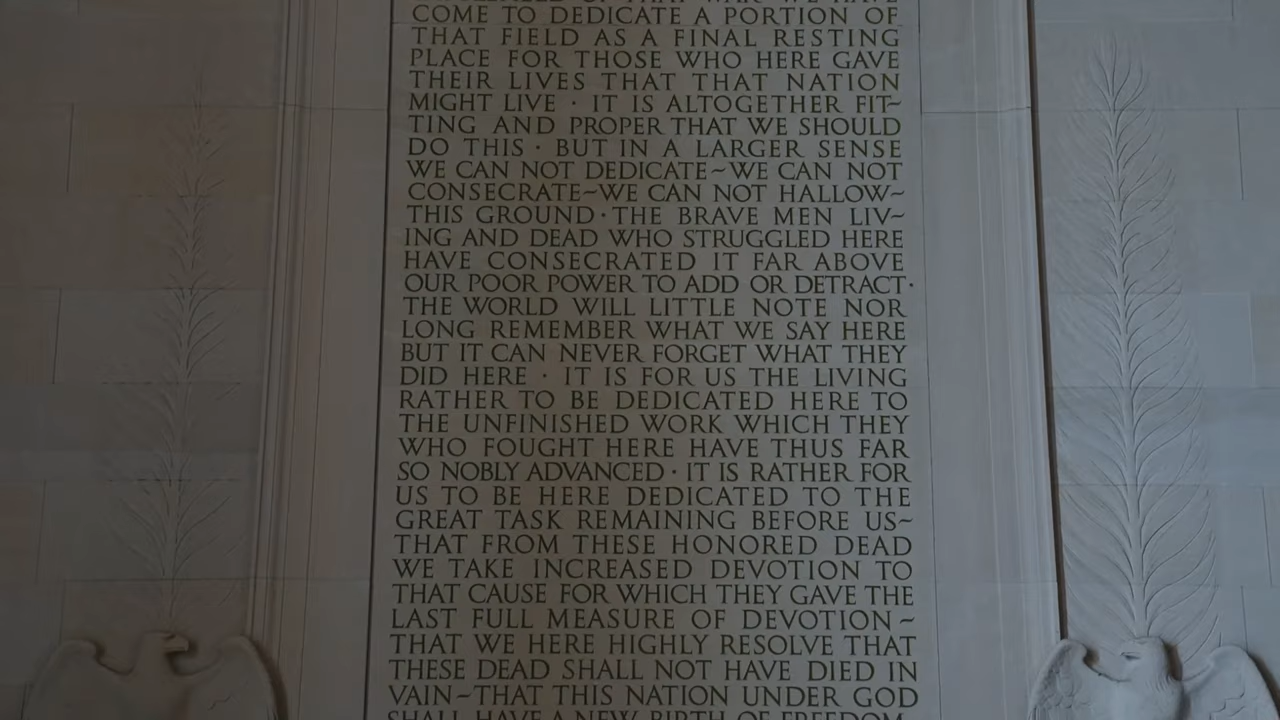 COME TO DEDICATE A PORTION OF
THAT FIELD AS A FINAL RESTING
PLACE FOR THOSE WHO HERE GAVE
THEIR LIVES THAT THAT NATION
MIGHT LIVE · IT IS ALTOGETHER FIT~
TING AND PROPER THAT WE SHOULD
DO THIS · BUT IN A LARGER SENSE
WE CAN NOT DEDICATE~WE CAN NOT
CONSECRATE~WE CAN NOT HALLOW~
THIS GROUND·THE BRAVE MEN LIV~
ING AND DEAD WHO STRUGGLED HERE
HAVE CONSECRATED IT FAR ABOVE
OUR POOR POWER TO ADD OR DETRACT·
THE WORLD WILL LITTLE NOTE NOR
LONG REMEMBER WHAT WE SAY HERE
BUT IT CAN NEVER FORGET WHAT THEY
DID HERE · IT IS FOR US THE LIVING
RATHER TO BE DEDICATED HERE TO
THE UNFINISHED WORK WHICH THEY
WHO FOUGHT HERE HAVE THUS FAR
SO NOBLY ADVANCED · IT IS RATHER FOR
US TO BE HERE DEDICATED TO THE
GREAT TASK REMAINING BEFORE US~
THAT FROM THESE HONORED DEAD
WE TAKE INCREASED DEVOTION TO
THAT CAUSE FOR WHICH THEY GAVE THE
LAST FULL MEASURE OF DEVOTION~
THAT WE HERE HIGHLY RESOLVE THAT
THESE DEAD SHALL NOT HAVE DIED IN
VAIN~THAT THIS NATION UNDER GOD
SHALL HAVE A NEW BIRTH OF FREEDOM